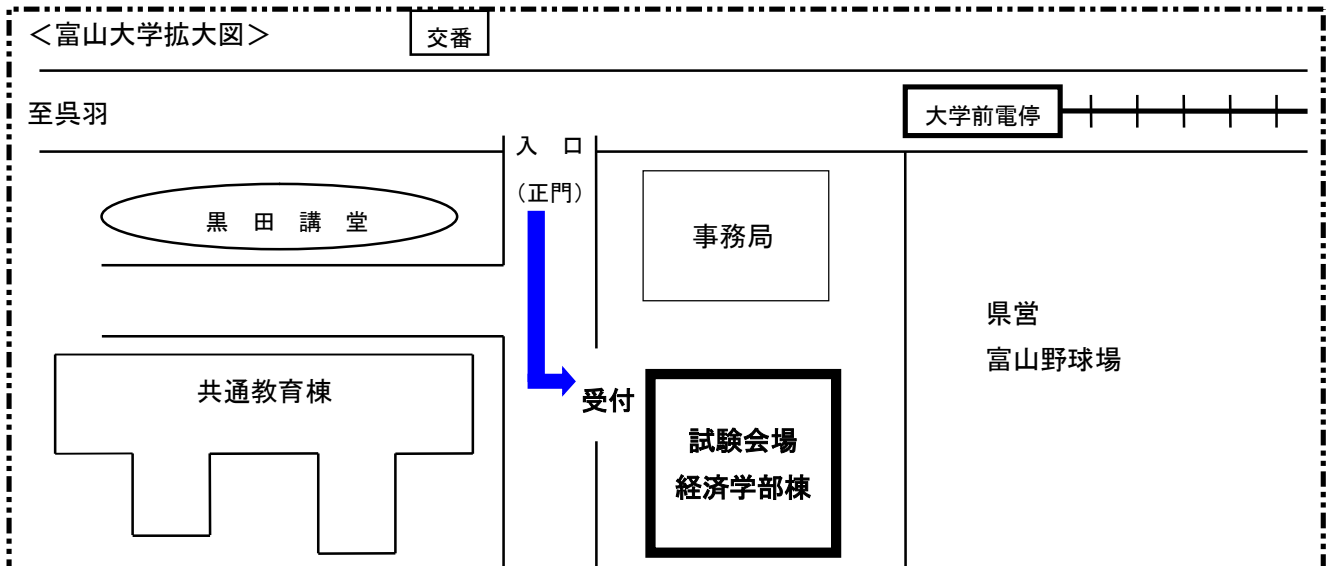 ＜富山大学拡大図＞
交番
至呉羽
大学前電停
入　口
（正門）
黒　田　講　堂
事務局
県営
富山野球場
共通教育棟
受付
試験会場
経済学部棟